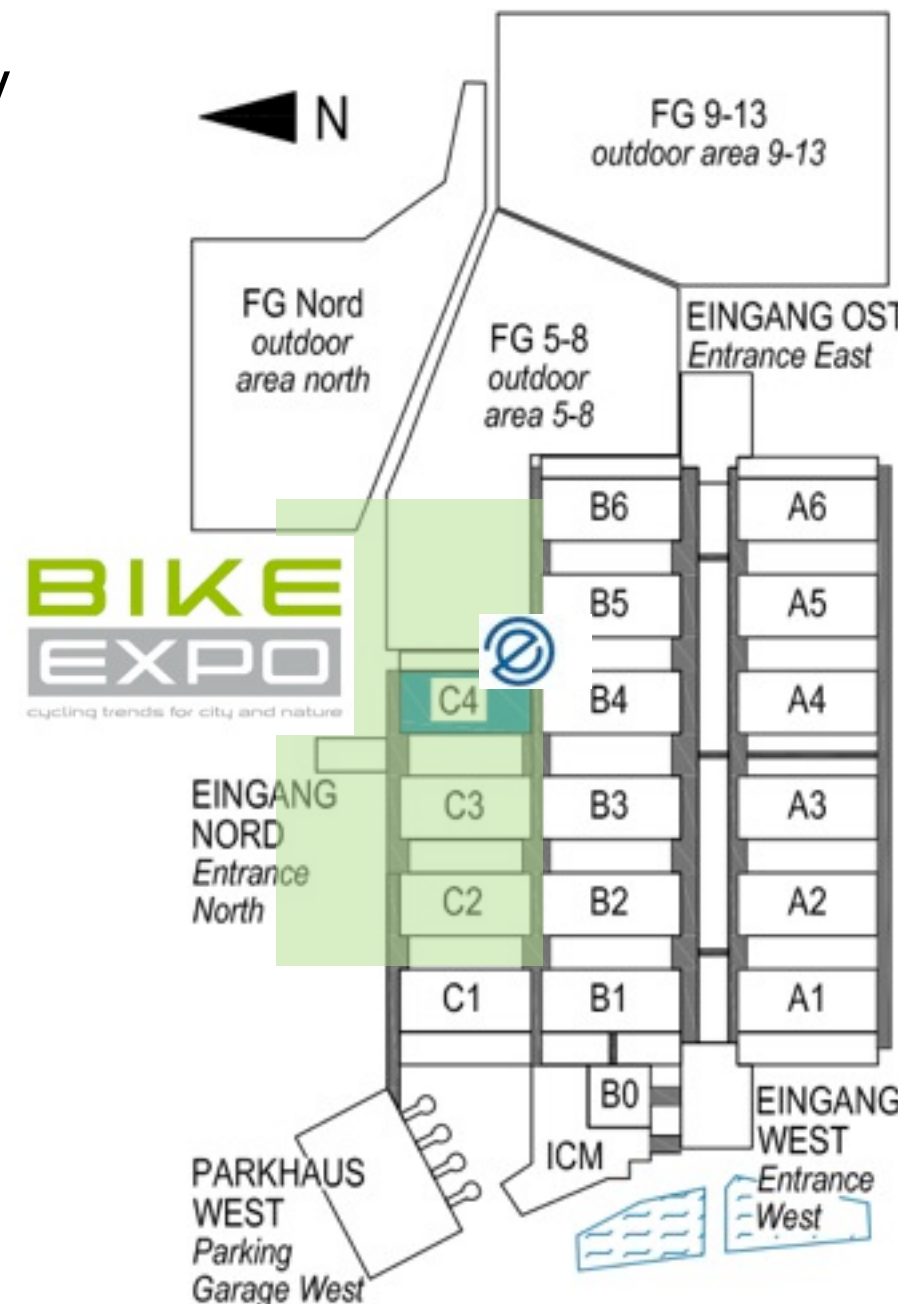 y
N
FG 9-13
outdoor area 9-13
FG Nord
outdoor
area north
FG 5-8
outdoor
area 5-8
EINGANG OST
Entrance East
B6
A6
BIKE
EXPO
cycling trends for city and nature
B5
A5
e
C4
B4
A4
EINGANG
NORD
Entrance
North
C3
B3
A3
C2
B2
A2
C1
B1
A1
B0
ICM
EINGANG
WEST
Entrance
West
PARKHAUS
WEST
Parking
Garage West